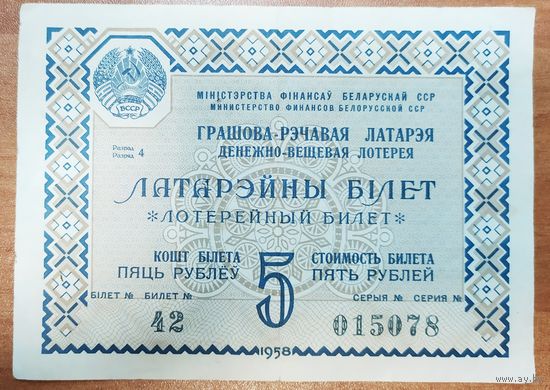 БССР
МІНІСТЭРСТВА ФІНАНСАЎ БЕЛАРУСКАЙ ССР
МИНИСТЕРСТВО ФИНАНСОВ БЕЛОРУССКОЙ ССР
ГРАШОВА-РЭЧАВАЯ ЛАТАРЭЯ
ДЕНЕЖНО-ВЕЩЕВАЯ ЛОТЕРЕЯ
Разрад
Разряд 4
ЛАТАРЭЙНЫ БІЛЕТ
*ЛОТЕРЕЙНЫЙ БИЛЕТ*
КОШТ БІЛЕТА СТОИМОСТЬ БИЛЕТА
ПЯЦЬ РУБЛЁЎ 5 ПЯТЬ РУБЛЕЙ
БІЛЕТ № БИЛЕТ № СЕРЫЯ № СЕРИЯ №
42 015078
1958